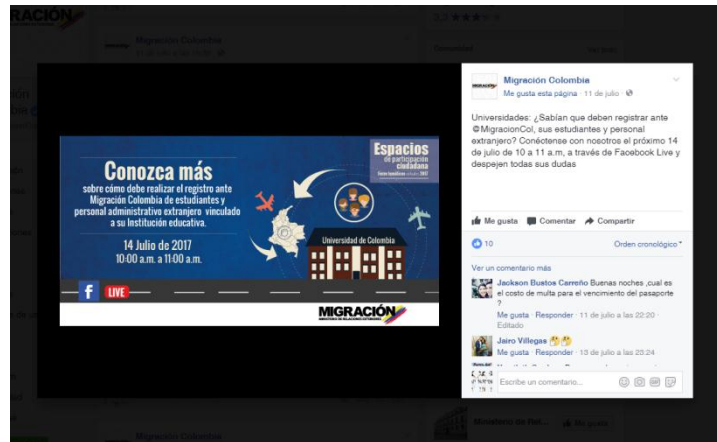 RACIÓN
Migración Colombia
MIGRACIÓN
Conozca más
sobre cómo debe realizar el registro ante
Migración Colombia de estudiantes y
personal administrativo extranjero vinculado
a su Institución educativa.
14 Julio de 2017
10:00 a.m. a 11:00 a.m.
Espacios
de participación
ciudadana
Universidad de Colombia
f LIVE
MIGRACIÓN
Migración Colombia
Me gusta esta página · 11 de julio ·
Universidades: ¿Sabían que deben registrar ante
@MigracionCol, sus estudiantes y personal
extranjero? Conéctense con nosotros el próximo 14
de julio de 10 a 11 a.m, a través de Facebook Live y
despejen todas sus dudas
Me gusta Comentar Compartir
10 Orden cronológico
Ver un comentario más
Jackson Bustos Carreño Buenas noches ,cual es
el costo de multa para el vencimiento del pasaporte
?
Me gusta · Responder · 11 de julio a las 22:20 ·
Editado
Jairo Villegas
Me gusta · Responder · 13 de julio a las 23:24
Escribe un comentario...
Me gusta
Migración Colombia